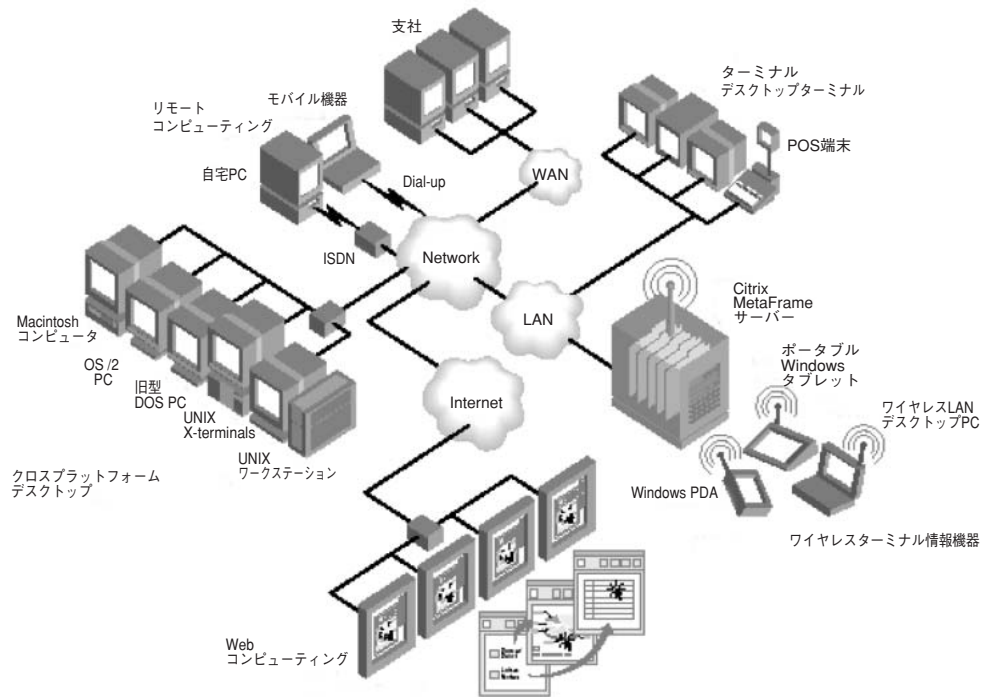 支社
ターミナル
デスクトップターミナル
モバイル機器
リモート
コンピューティング
POS端末
自宅PC
Dial-up
WAN
ISDN
Network
Citrix
MetaFrame
サーバー
LAN
Macintosh
コンピュータ
OS /2
PC
旧型
DOS PC
UNIX
X-terminals
UNIX
ワークステーション
Internet
ポータブル
Windows
タブレット
ワイヤレスLAN
デスクトップPC
クロスプラットフォーム
デスクトップ
Windows PDA
ワイヤレスターミナル情報機器
Web
コンピューティング